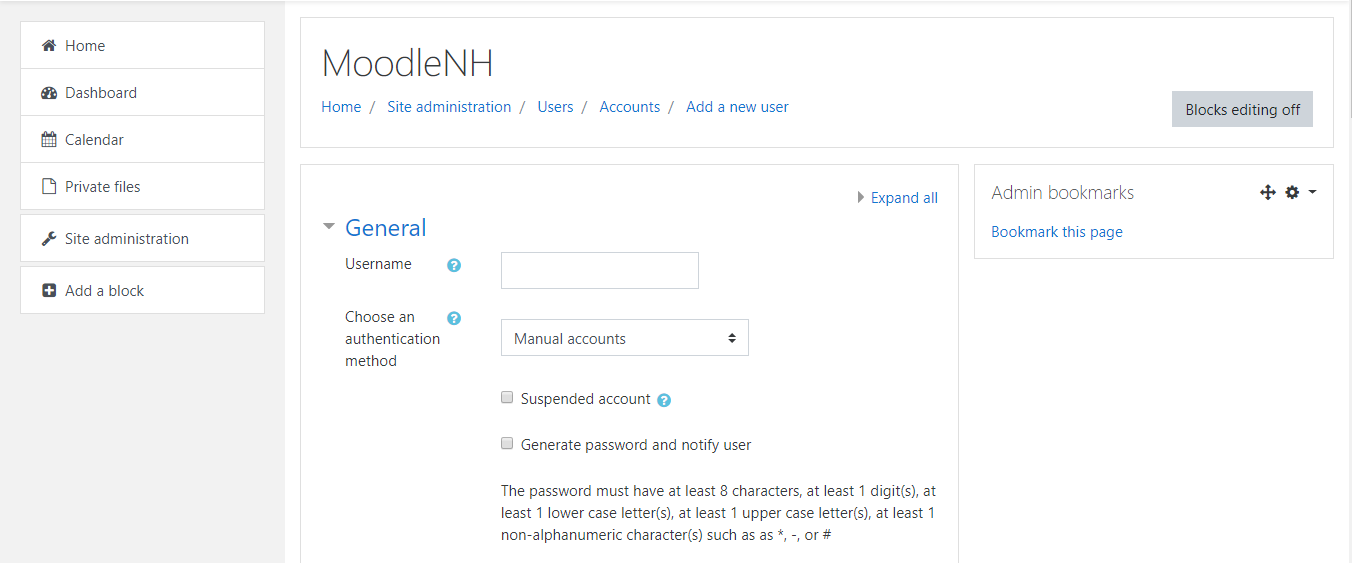 Home
Dashboard
Calendar
Private files
Site administration
Add a block
MoodleNH
Home / Site administration / Users / Accounts / Add a new user
Blocks editing off
Expand all
General
Username
Choose an
authentication
method
Manual accounts
Suspended account
Generate password and notify user
The password must have at least 8 characters, at least 1 digit(s), at
least 1 lower case letter(s), at least 1 upper case letter(s), at least 1
non-alphanumeric character(s) such as as *, -, or #
Admin bookmarks
Bookmark this page